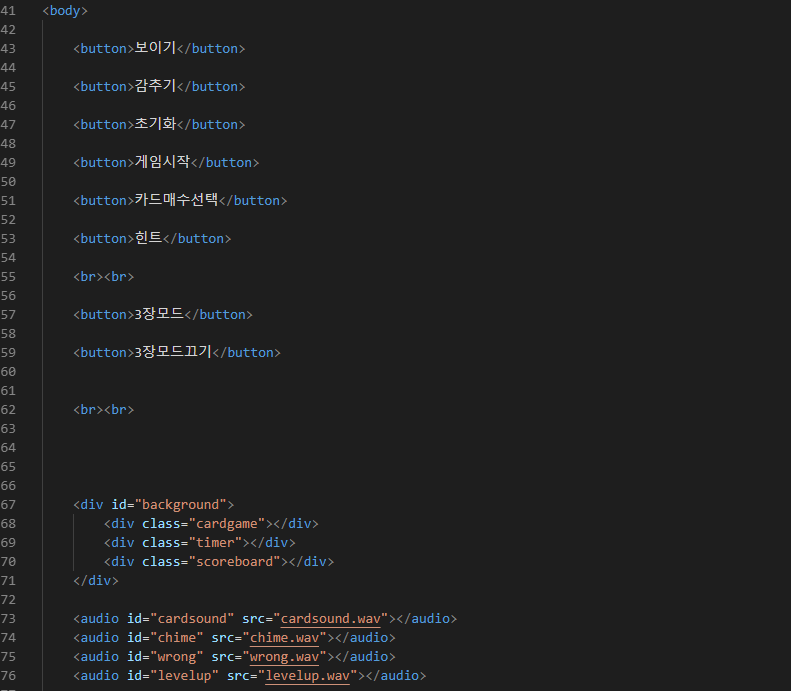 41 <body>
42
43 <button>보이기</button>
44
45 <button>감추기</button>
46
47 <button>초기화</button>
48
49 <button>게임시작</button>
50
51 <button>카드매수선택</button>
52
53 <button>힌트</button>
54
55 <br><br>
56
57 <button>3장모드</button>
58
59 <button>3장모드끄기</button>
60
61
62 <br><br>
63
64
65
66
67 <div id="background">
68 <div class="cardgame"></div>
69 <div class="timer"></div>
70 <div class="scoreboard"></div>
71 </div>
72
73 <audio id="cardsound" src="cardsound.wav"></audio>
74 <audio id="chime" src="chime.wav"></audio>
75 <audio id="wrong" src="wrong.wav"></audio>
76 <audio id="levelup" src="levelup.wav"></audio>